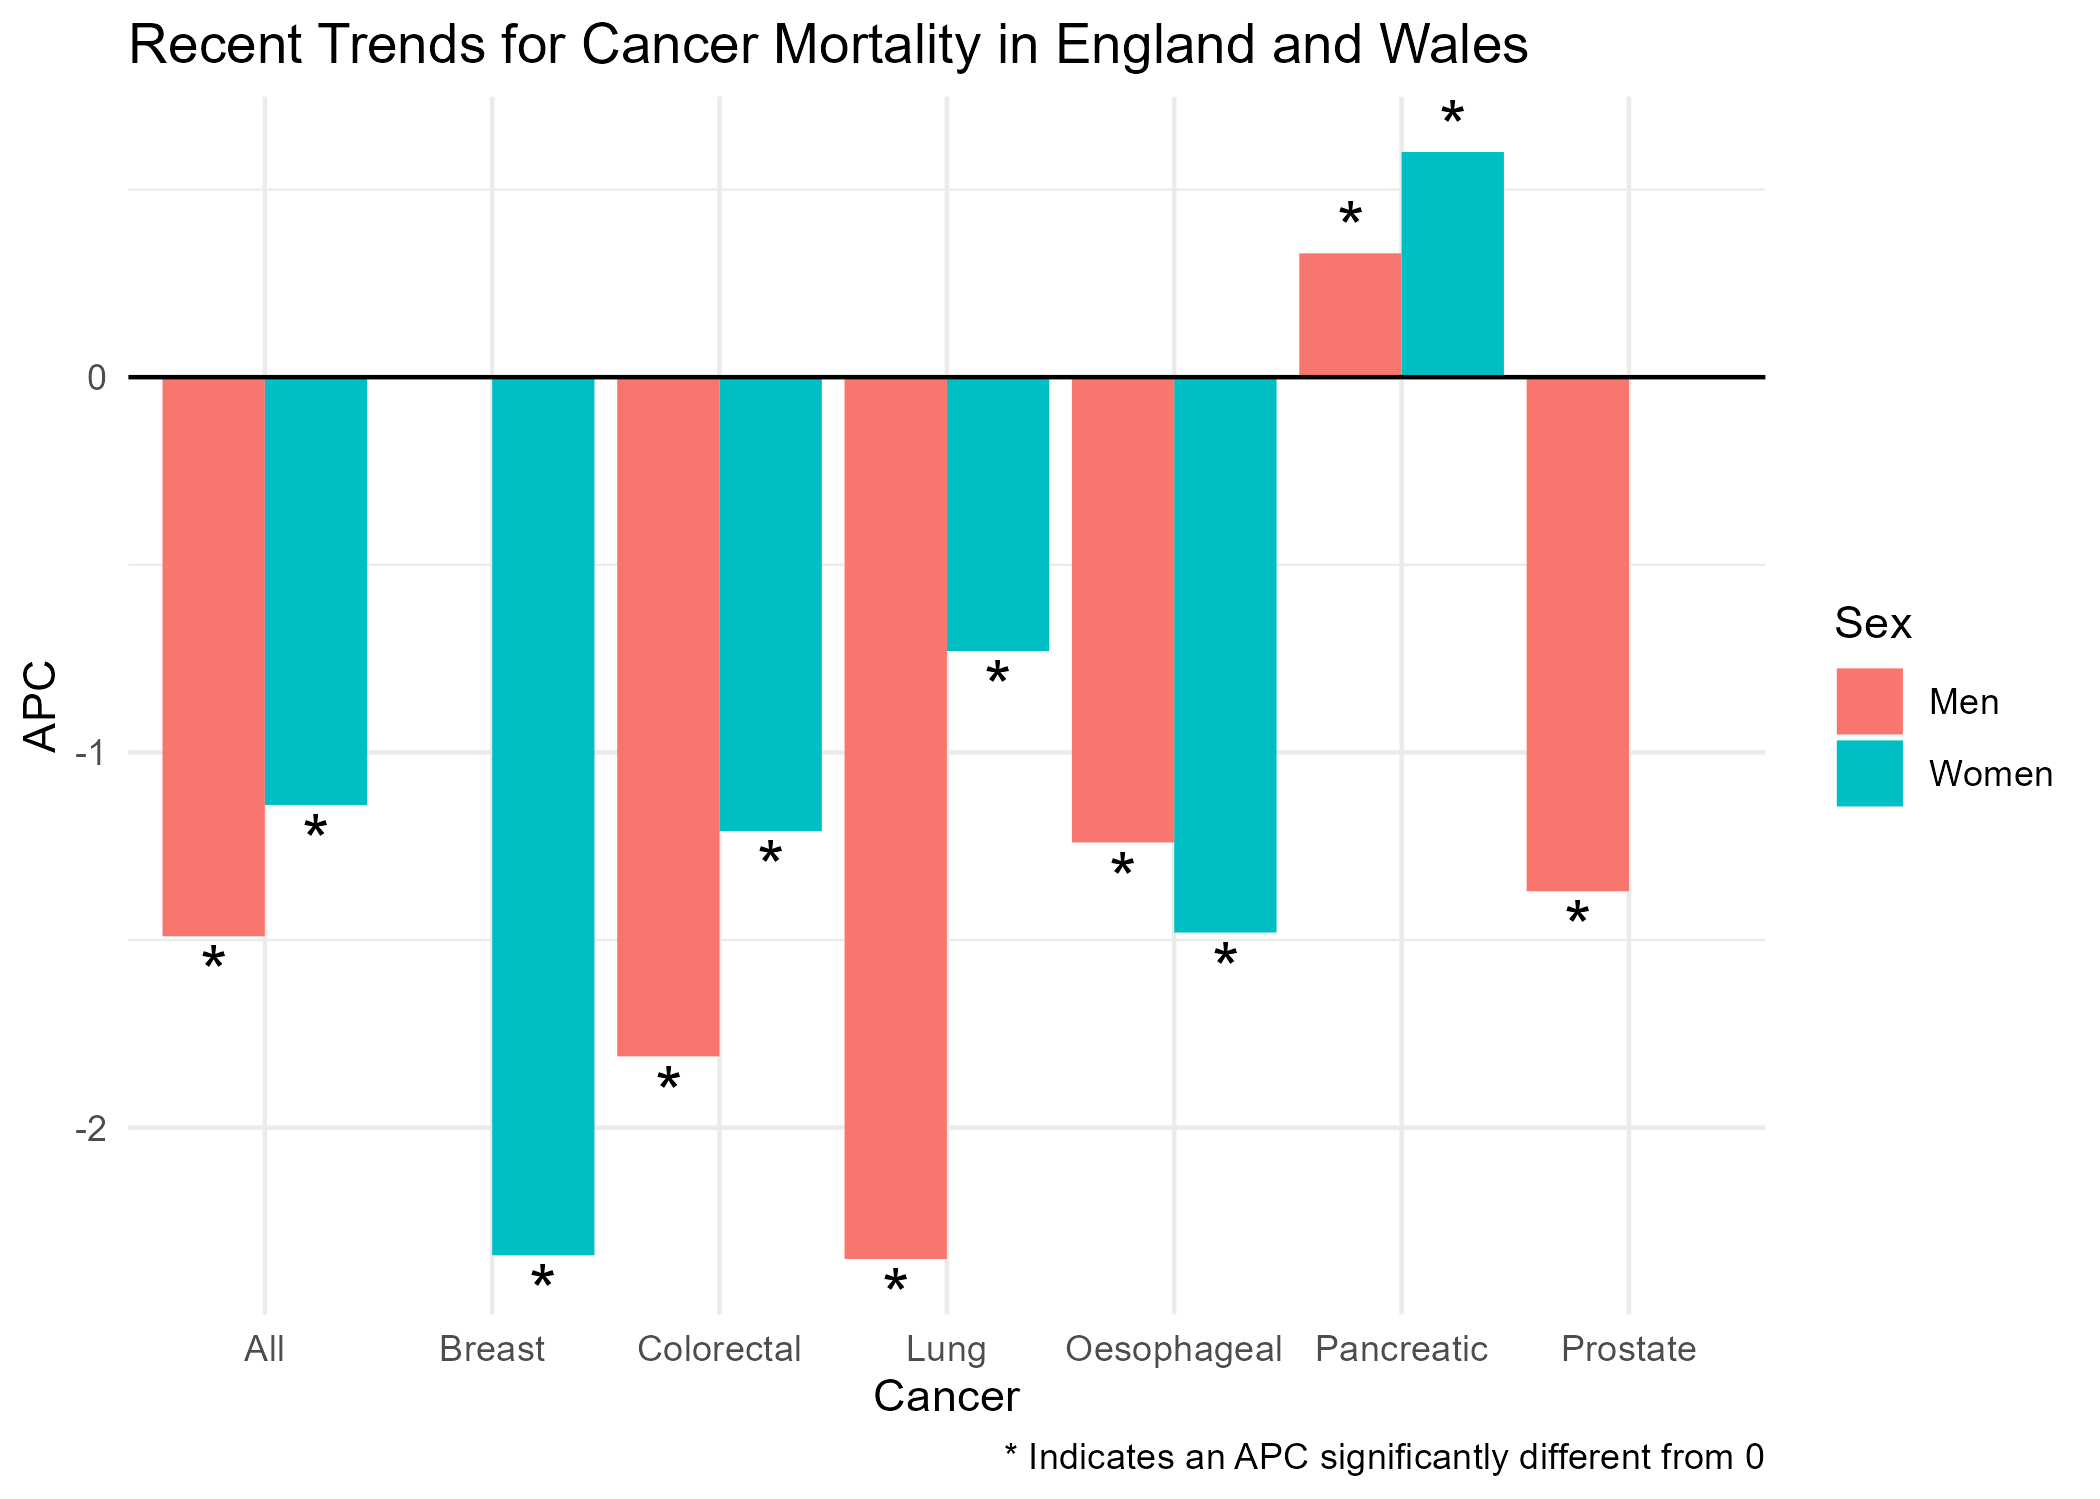 Recent Trends for Cancer Mortality in England and Wales
*
*
0
APC
-1
-2
*
*
*
*
*
*
*
*
*
*
Sex
Men
Women
All Breast Colorectal Lung Oesophageal Pancreatic Prostate
Cancer
* Indicates an APC significantly different from 0